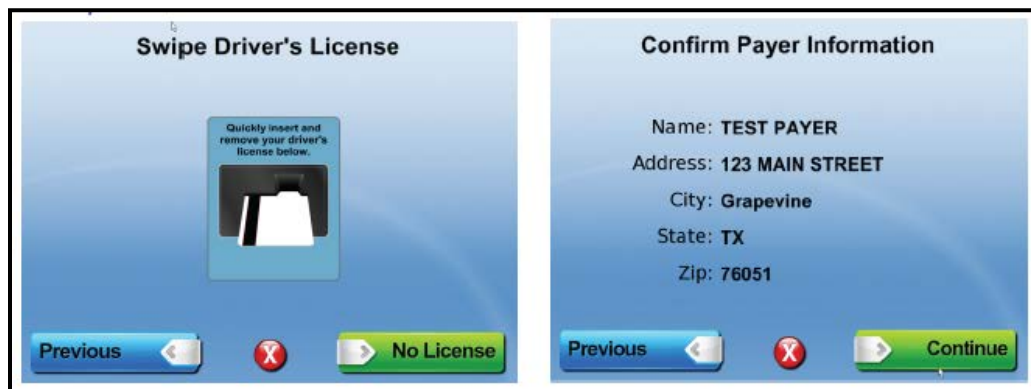 Swipe Driver's License
Quickly insert and
remove your driver's
license below.
Previous
X
No License
Confirm Payer Information
Name: TEST PAYER
Address: 123 MAIN STREET
City: Grapevine
State: TX
Zip: 76051
Previous
X
Continue